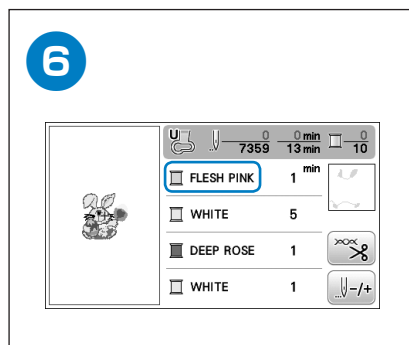 6
U 0 0 min 0
7359 13 min 10
FLESH PINK 1 min
WHITE 5
DEEP ROSE 1
WHITE 1
-/+